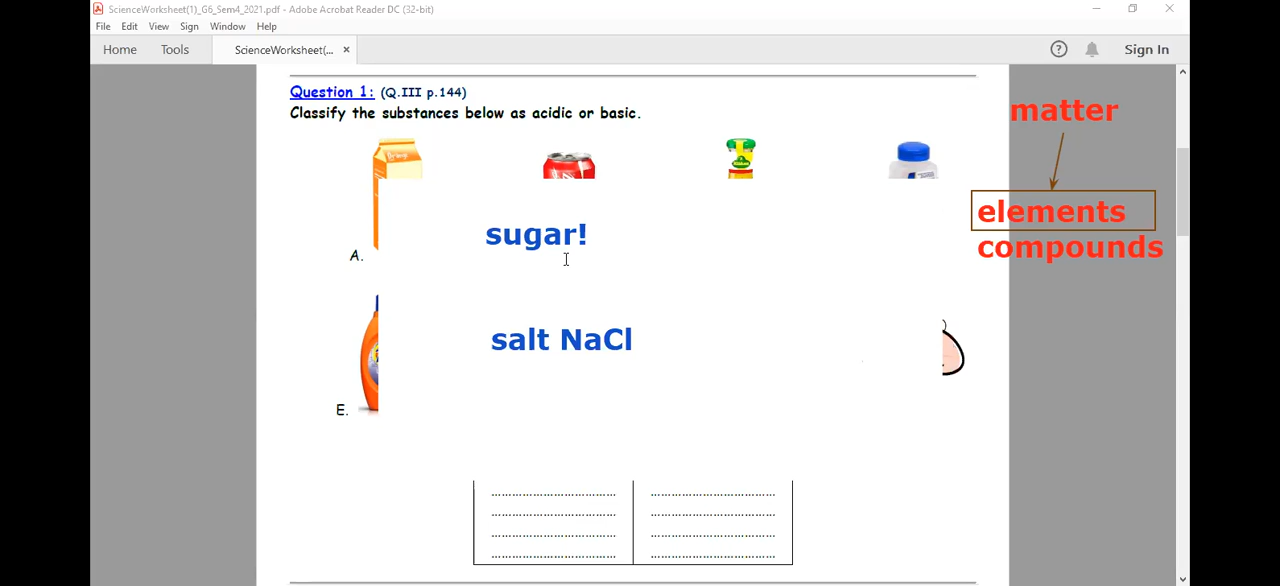 ScienceWorksheet(1)_G6_Sem4_2021.pdf - Adobe Acrobat Reader DC (32-bit)
File Edit View Sign Window Help
Home Tools ScienceWorksheet(... × Sign In
Question 1: (Q.III p.144)
Classify the substances below as acidic or basic.
matter
elements
compounds
sugar!
A.
salt NaCl
E.